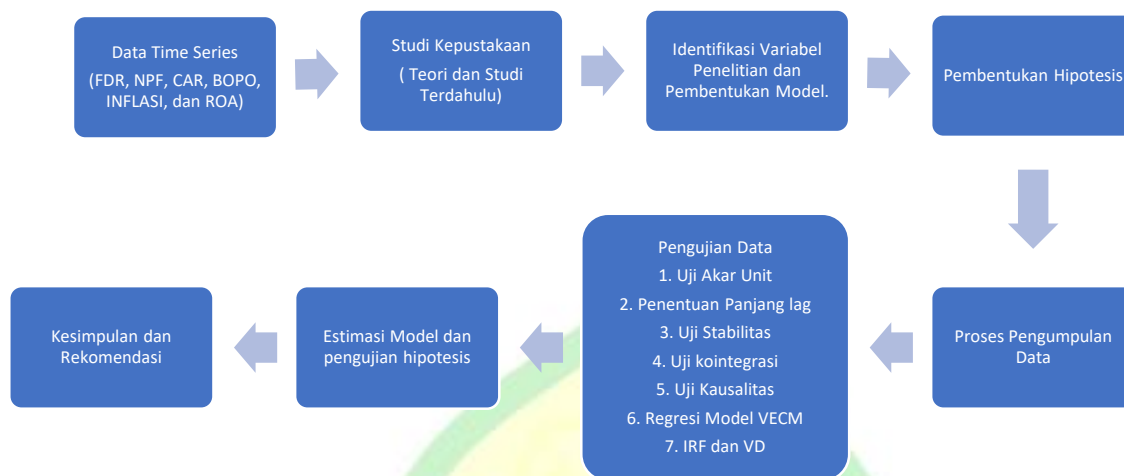 Data Time Series
(FDR, NPF, CAR, BOPO,
INFLASI, dan ROA)
Studi Kepustakaan
( Teori dan Studi
Terdahulu)
Identifikasi Variabel
Penelitian dan
Pembentukan Model.
Pembentukan Hipotesis
Proses Pengumpulan
Data
Pengujian Data
1. Uji Akar Unit
2. Penentuan Panjang lag
3. Uji Stabilitas
4. Uji kointegrasi
5. Uji Kausalitas
6. Regresi Model VECM
7. IRF dan VD
Estimasi Model dan
pengujian hipotesis
Kesimpulan dan
Rekomendasi